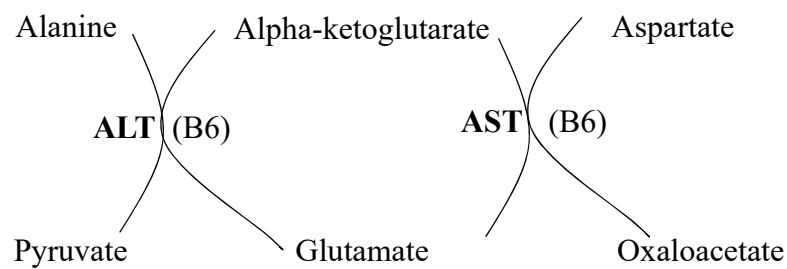 Alanine Alpha-ketoglutarate Aspartate
ALT (B6) AST (B6)
Pyruvate Glutamate Oxaloacetate